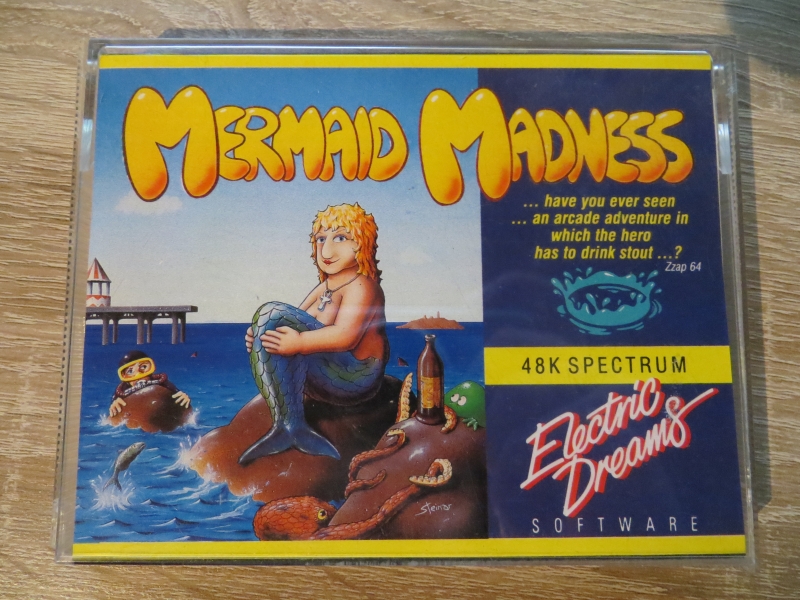 MERMAID MADNESS
... have you ever seen
... an arcade adventure in
which the hero
has to drink stout ...?
Zzap 64
48K SPECTRUM
Electric
Dreams
SOFTWARE
Steinar